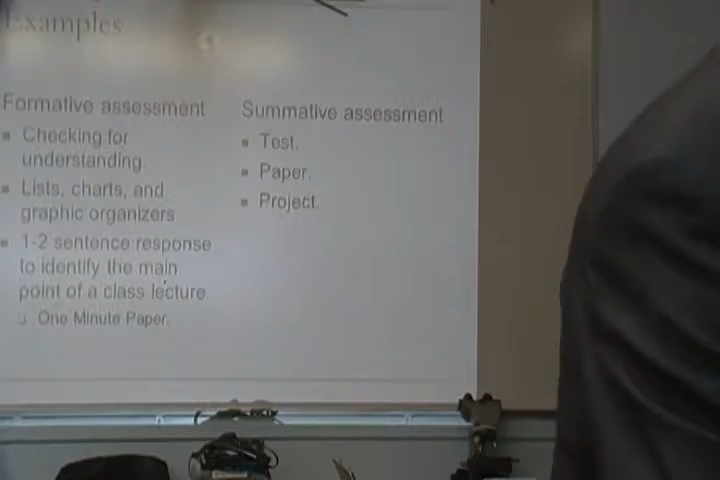 Examples
Formative assessment
Checking for
understanding.
Lists, charts, and
graphic organizers
1-2 sentence response
to identify the main
point of a class lecture.
One Minute Paper.
Summative assessment
Test.
Paper.
Project.